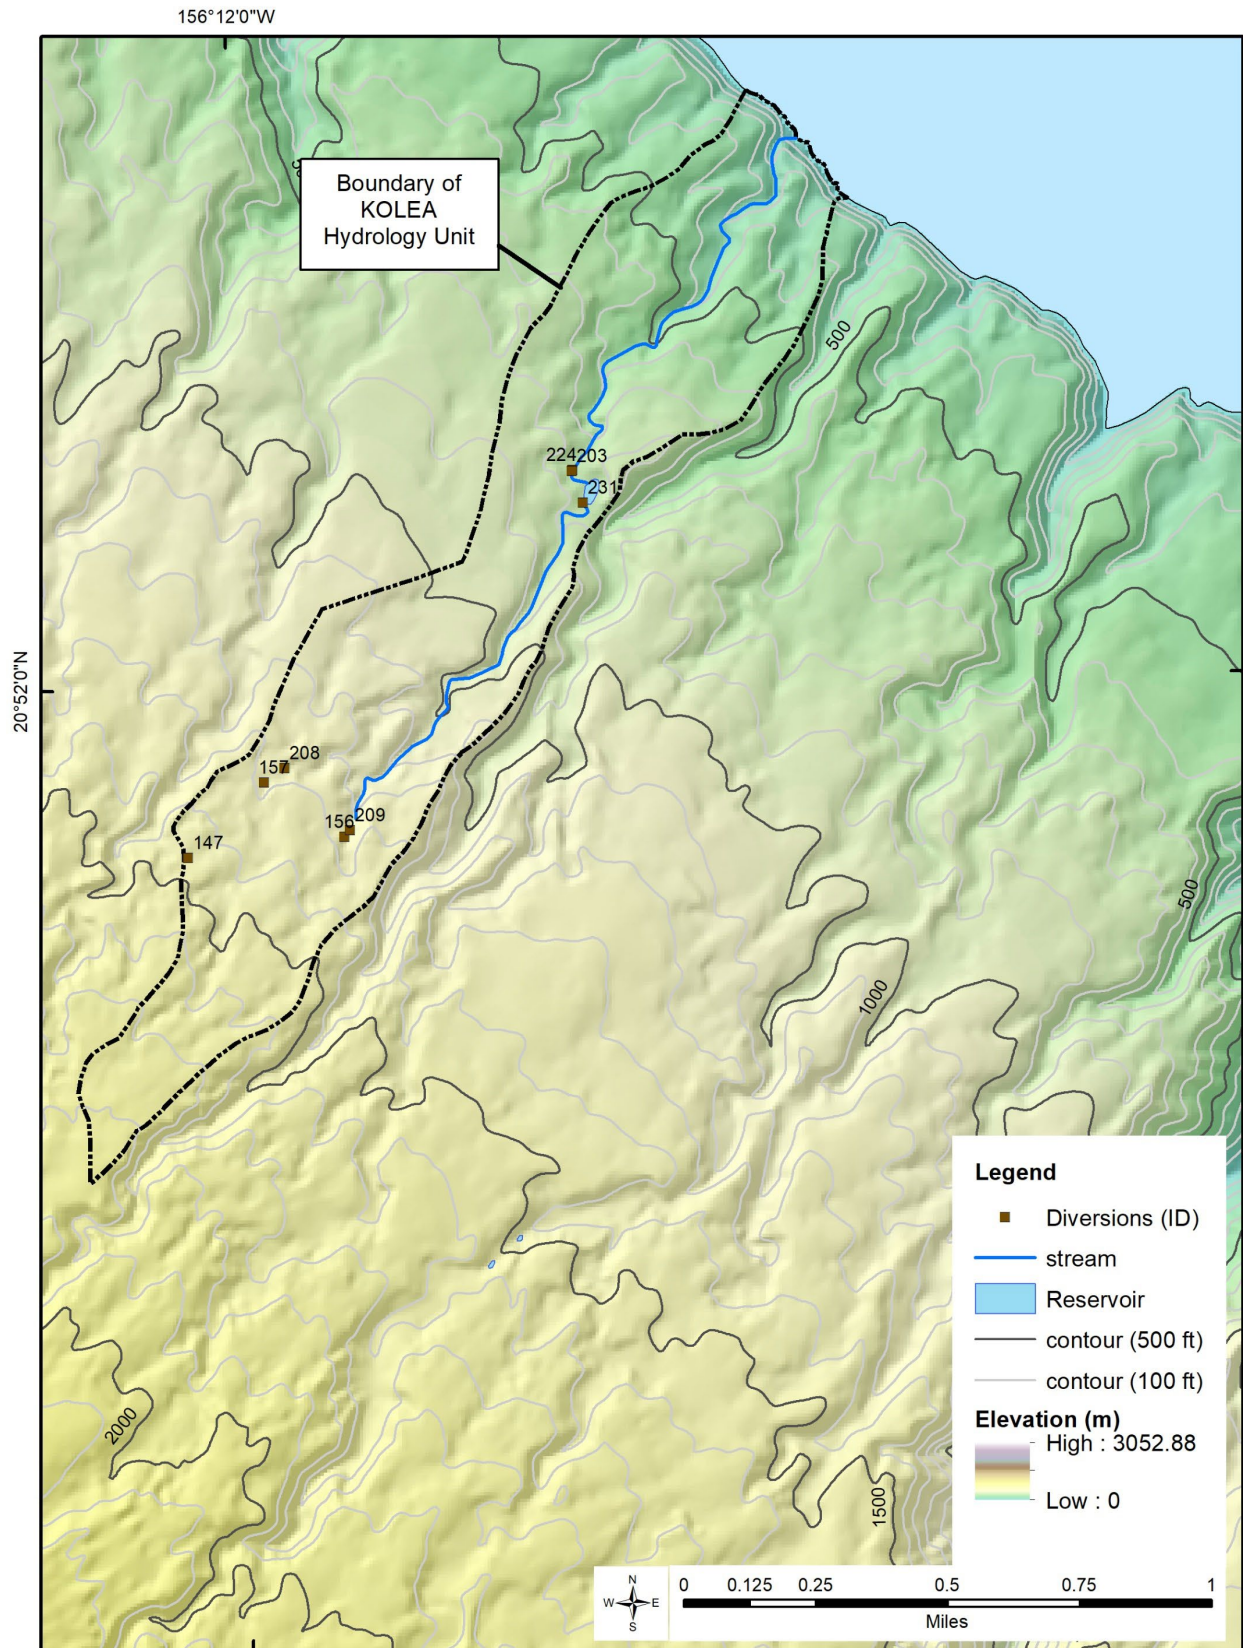 156°12'0"W
Boundary of
KOLEA
Hydrology Unit
500
224203
231
20°52'0"N
208
157
209
156
147
500
1000
Legend
Diversions (ID)
stream
Reservoir
contour (500 ft)
contour (100 ft)
Elevation (m)
High : 3052.88
Low : 0
2000
1500
N
W E
S
0 0.125 0.25 0.5 0.75 1
Miles